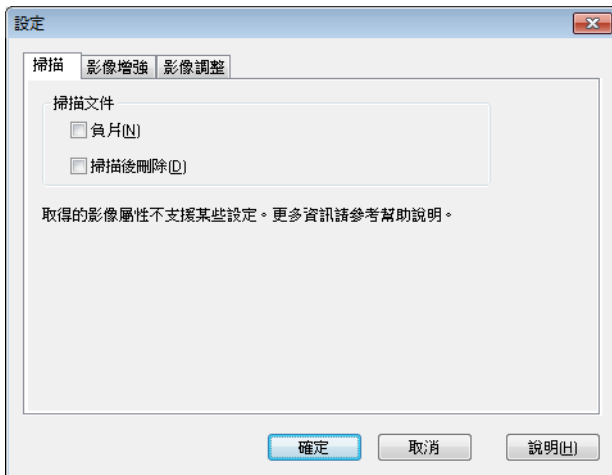 設定
掃描 影像增強 影像調整
掃描文件
負片(N)
掃描後刪除(D)
取得的影像屬性不支援某些設定。更多資訊請參考幫助說明。
確定 取消 說明(H)